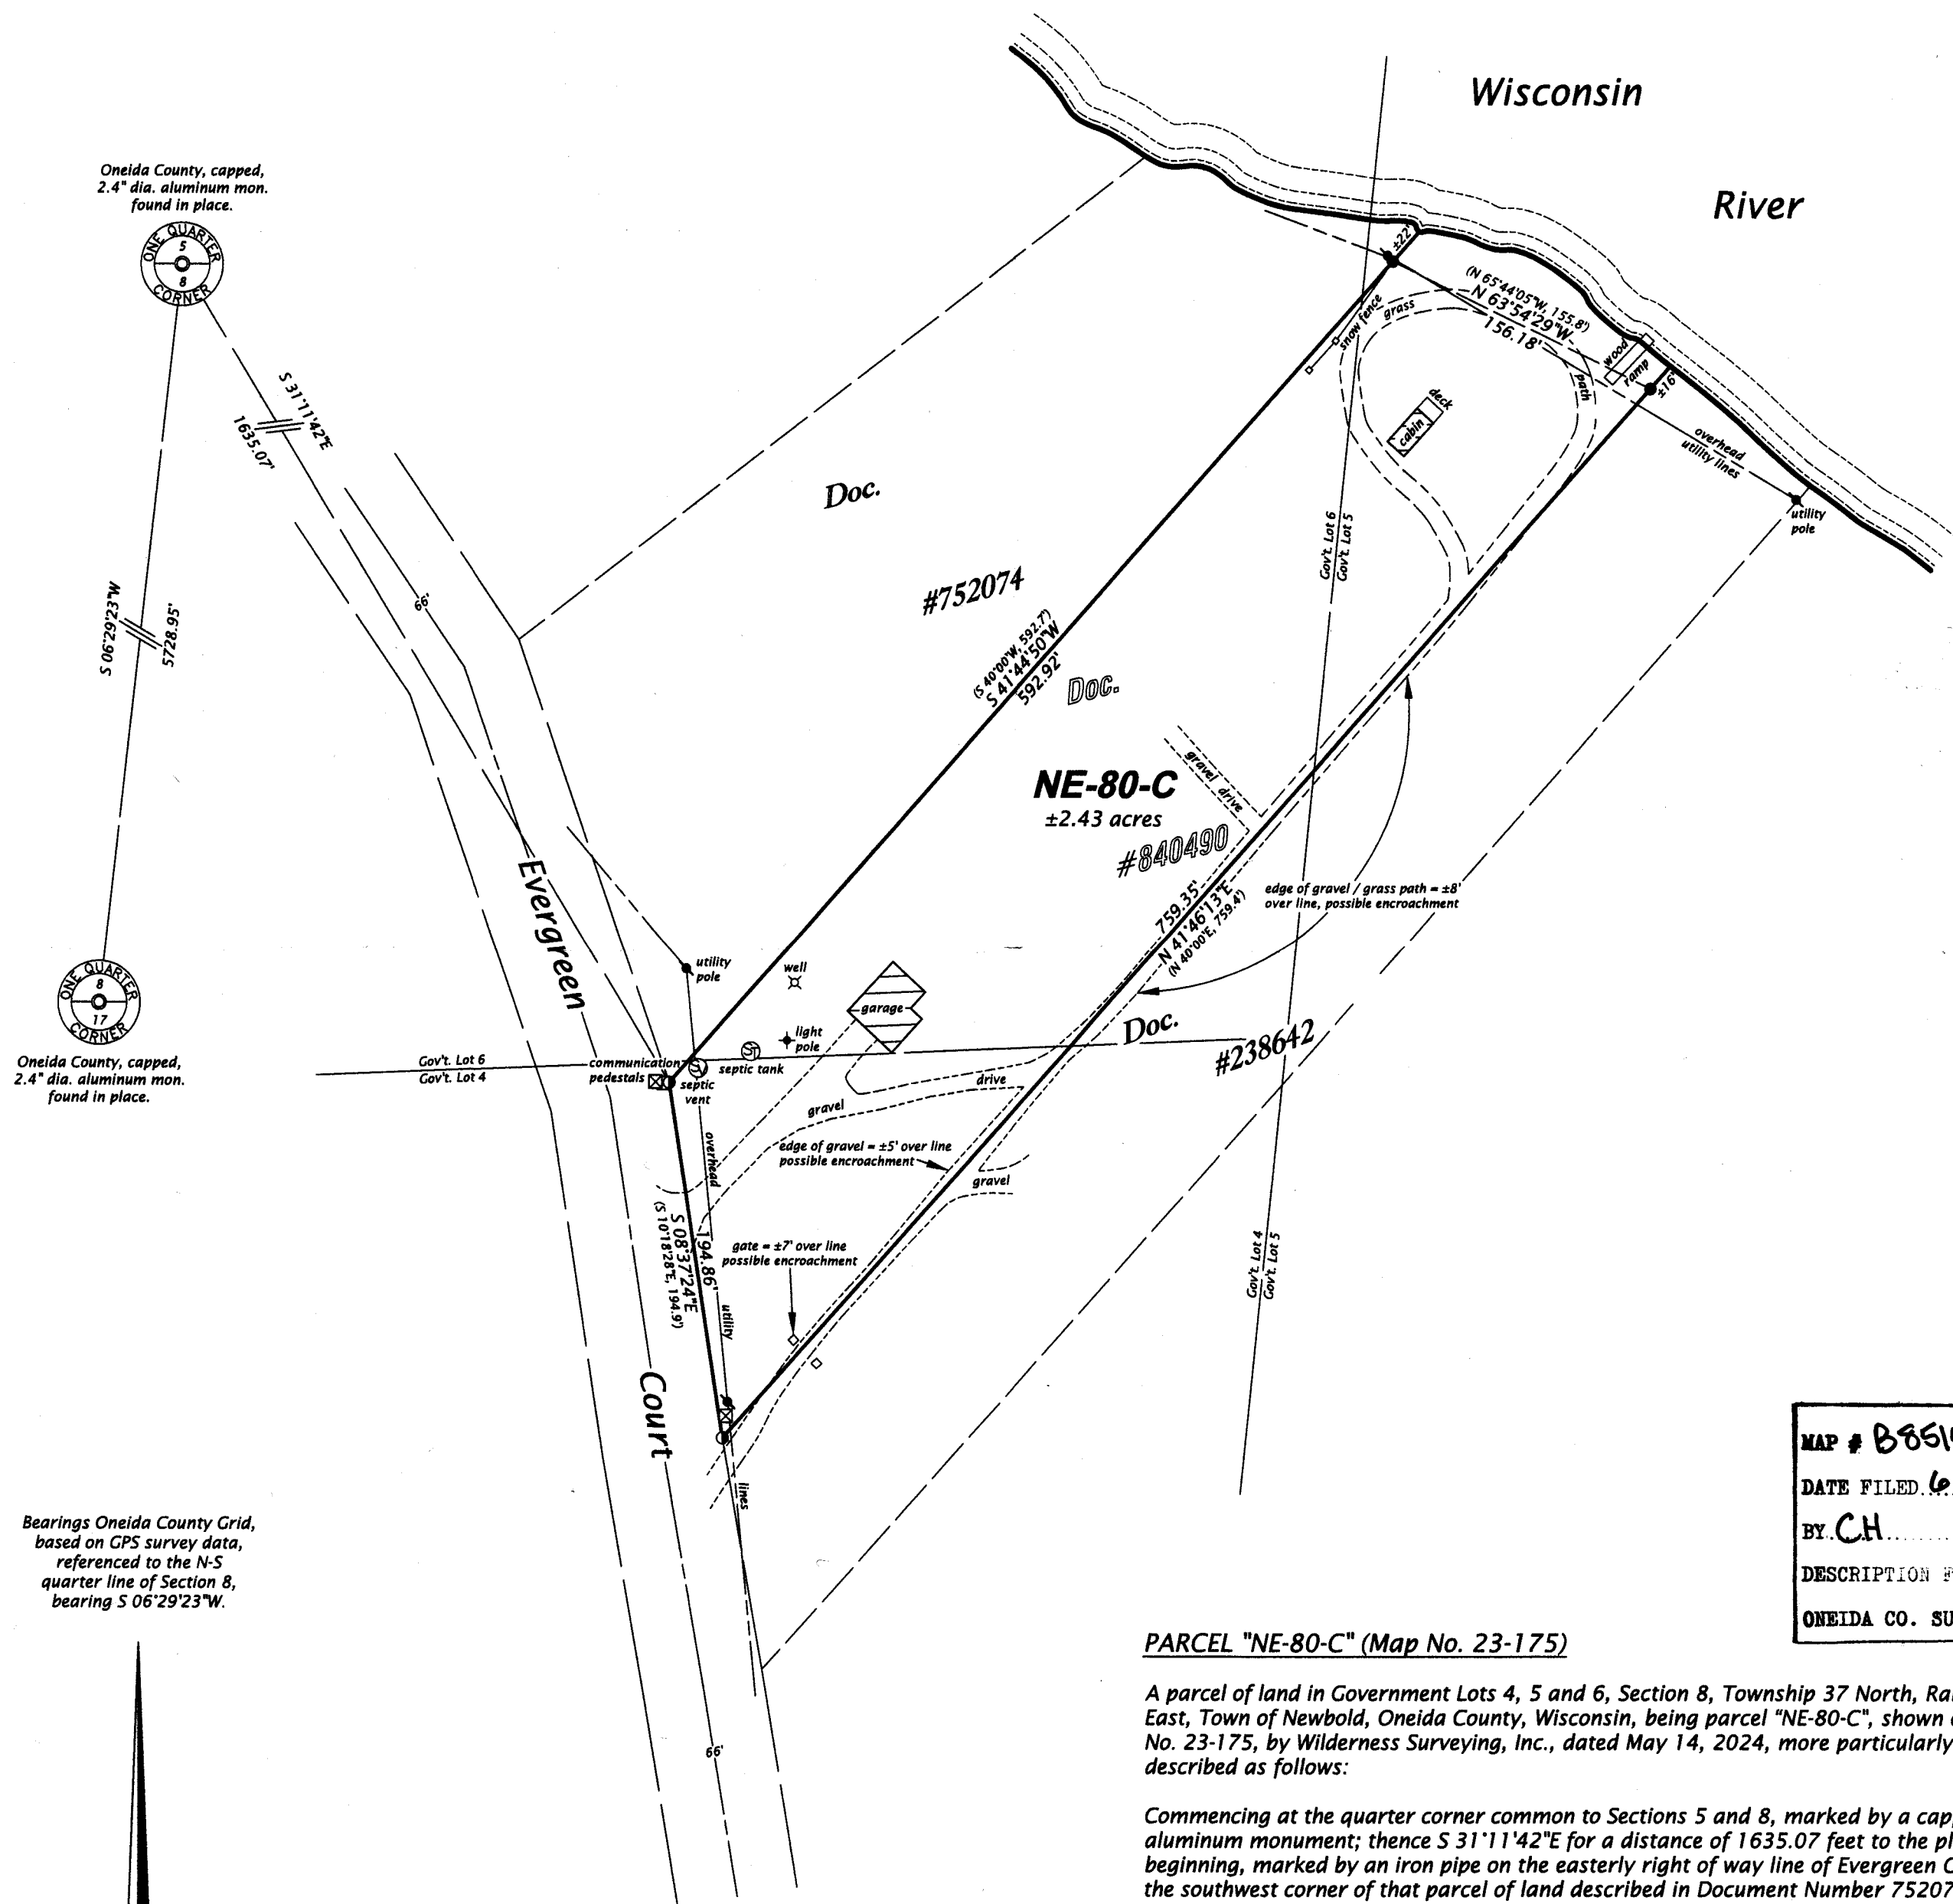 Wisconsin
River
Oneida County, capped,
2.4" dia. aluminum mon.
found in place.
ONE QUARTER
5
8
CORNER
S 31°11'42"E
1635.07'
S 06°29'23"W
5728.95'
66'
±22'
(N 65°44'05"W, 155.8')
N 63°54'29"W
156.18'
snow fence
grass
path
wood
ramp
±16'
deck
cabin
overhead
utility lines
utility
pole
Doc.
#752074
Gov't. Lot 6
Gov't. Lot 5
(S 40°00'W, 592.7')
S 41°44'50"W
592.92'
Doc.
NE-80-C
±2.43 acres
#840490
gravel drive
759.35'
N 41°46'13"E
(N 40°00'E, 759.4')
edge of gravel / grass path = ±8'
over line, possible encroachment
Evergreen
utility
pole
well
garage
light
pole
Doc.
#238642
ONE QUARTER
8
17
CORNER
Oneida County, capped,
2.4" dia. aluminum mon.
found in place.
Gov't. Lot 6
Gov't. Lot 4
communication
pedestals
ST
septic tank
SV
septic
vent
drive
gravel
edge of gravel = ±5' over line
possible encroachment
gravel
overhead
S 08°37'24"E
194.86'
(S 10°18'28"E, 194.9')
gate = ±7' over line
possible encroachment
utility
Gov't. Lot 4
Gov't. Lot 5
Court
lines
66'
Bearings Oneida County Grid,
based on GPS survey data,
referenced to the N-S
quarter line of Section 8,
bearing S 06°29'23"W.
MAP # B851
DATE FILED 6
BY CH
DESCRIPTION
ONEIDA CO. SU
PARCEL "NE-80-C" (Map No. 23-175)
A parcel of land in Government Lots 4, 5 and 6, Section 8, Township 37 North, Ra
East, Town of Newbold, Oneida County, Wisconsin, being parcel "NE-80-C", shown
No. 23-175, by Wilderness Surveying, Inc., dated May 14, 2024, more particularly
described as follows:
Commencing at the quarter corner common to Sections 5 and 8, marked by a cap
aluminum monument; thence S 31°11'42"E for a distance of 1635.07 feet to the pl
beginning, marked by an iron pipe on the easterly right of way line of Evergreen C
the southwest corner of that parcel of land described in Document Number 75207